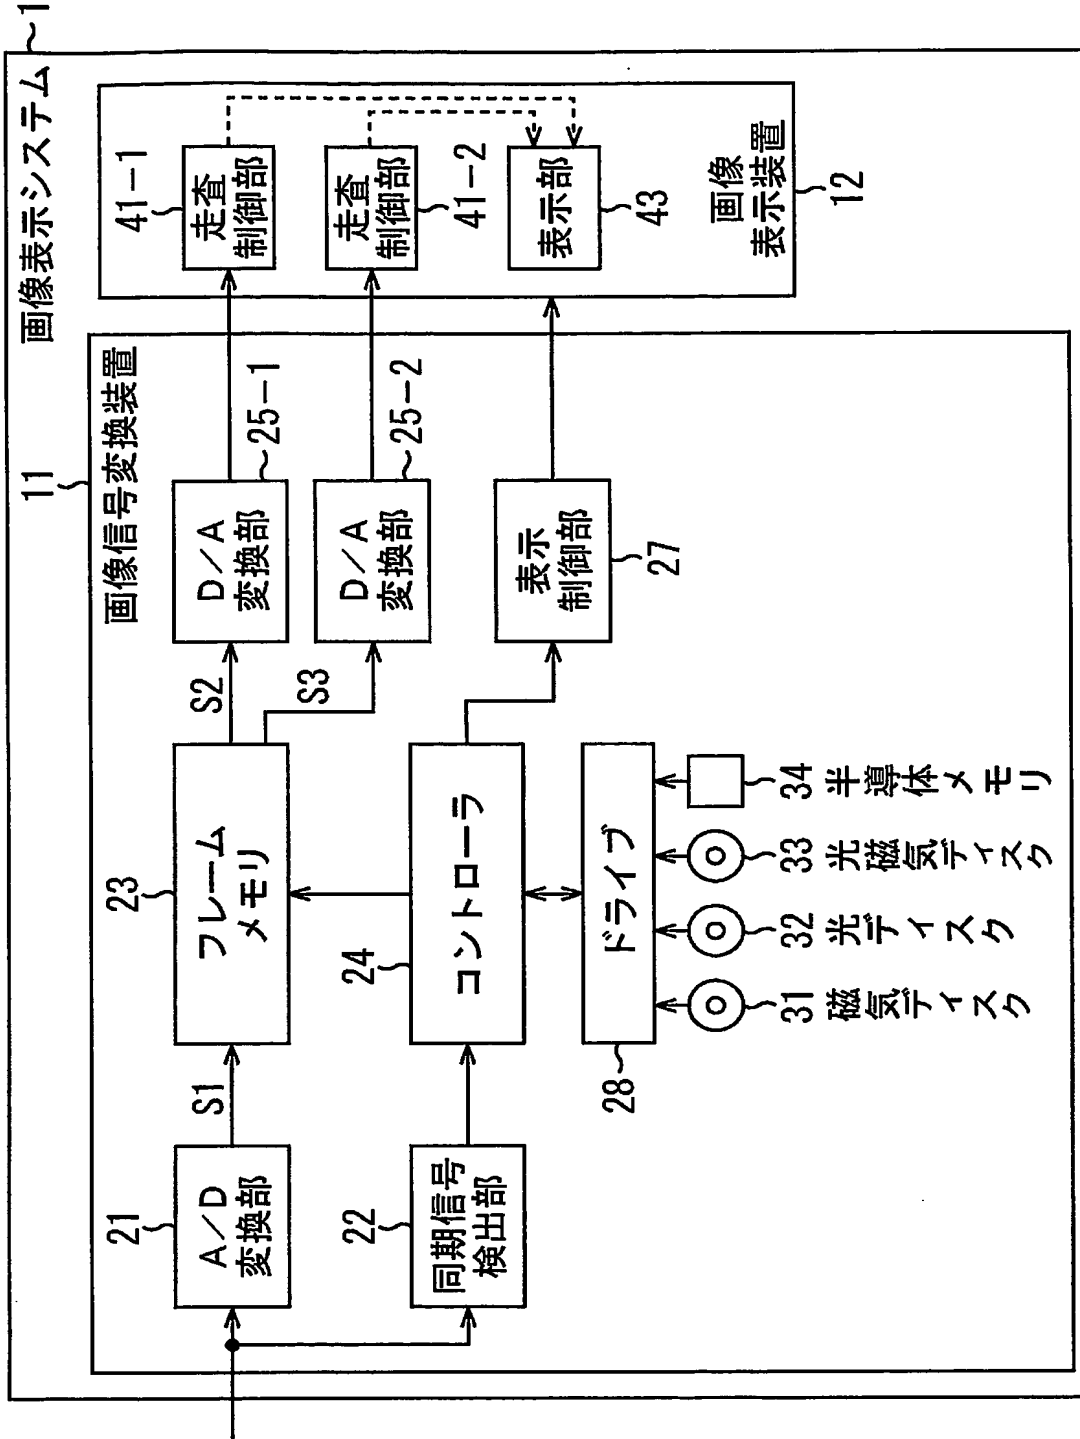 画像表示システム
1
11
画像信号変換装置
21
A/D
変換部
S1
23
フレーム
メモリ
S2
S3
D/A
変換部
25-1
D/A
変換部
25-2
41-1
走査
制御部
走査
制御部
41-2
表示部
43
画像
表示装置
12
22
同期信号
検出部
24
コントローラ
表示
制御部
27
28
ドライブ
31 磁気ディスク
32 光ディスク
33 光磁気ディスク
34 半導体メモリ